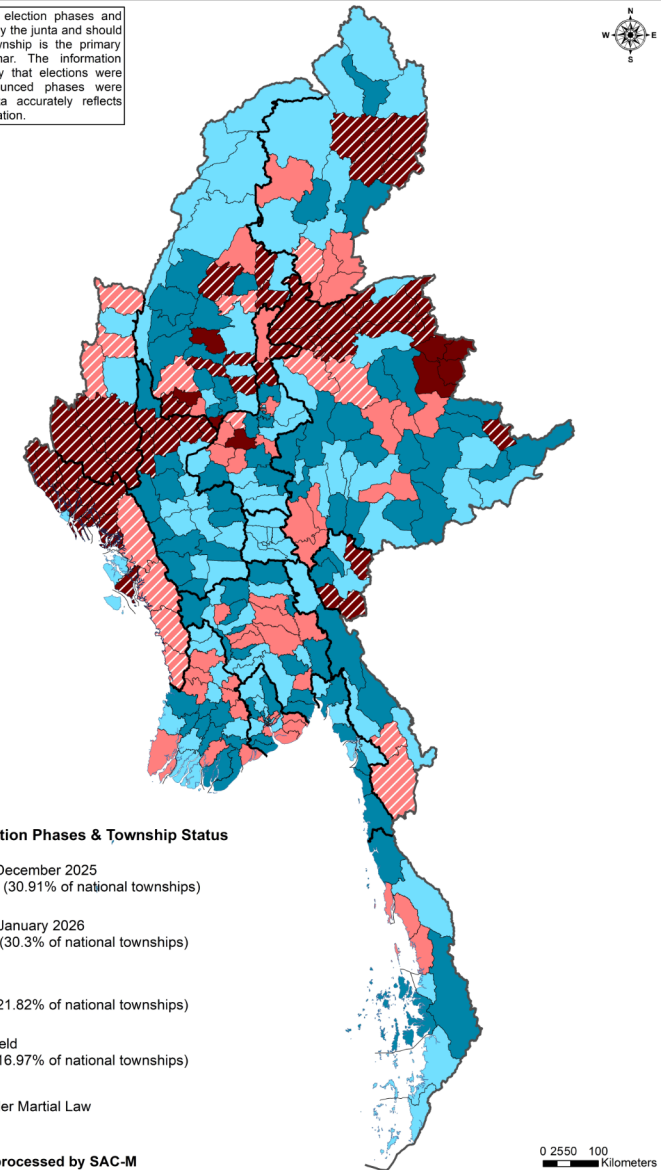 election phases and
y the junta and should
wnship is the primary
nar. The information
y that elections were
unced phases were
ta accurately reflects
ation.
N
W E
S
tion Phases & Township Status
December 2025
(30.91% of national townships)
January 2026
(30.3% of national townships)
21.82% of national townships)
eld
16.97% of national townships)
er Martial Law
processed by SAC-M
0 2550 100
Kilometers